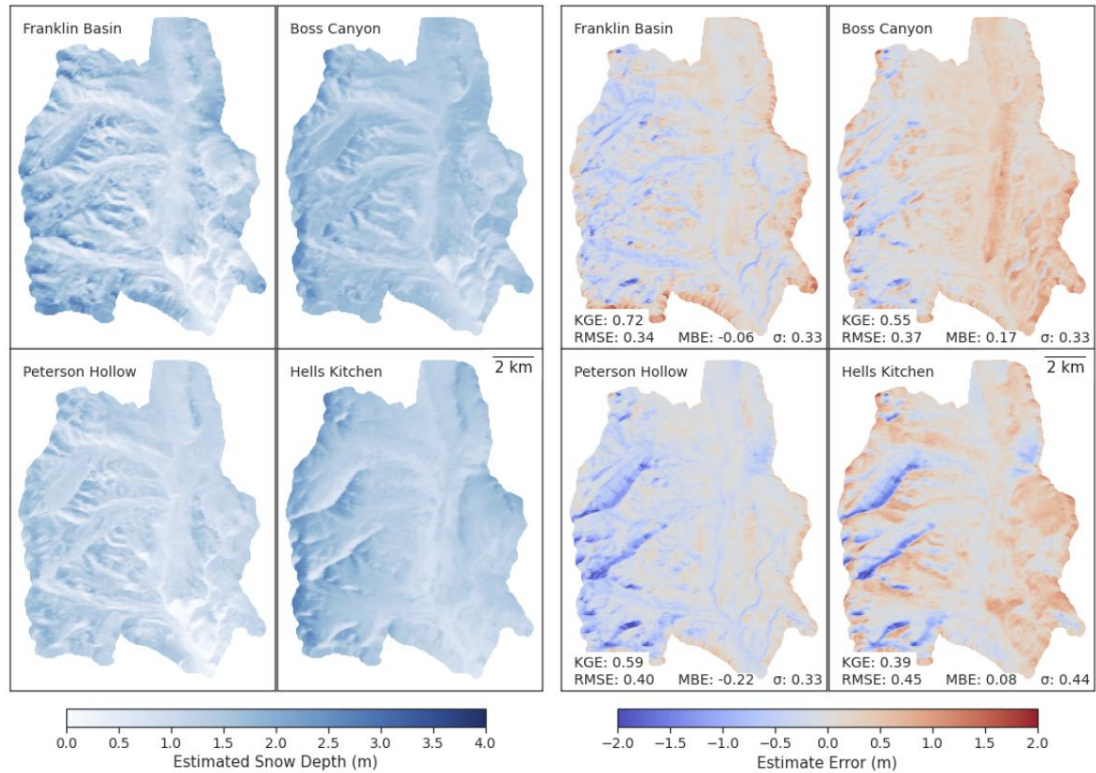 Franklin Basin
Boss Canyon
Peterson Hollow
Hells Kitchen
2 km
0.0 0.5 1.0 1.5 2.0 2.5 3.0 3.5 4.0
Estimated Snow Depth (m)
Franklin Basin
KGE: 0.72
RMSE: 0.34 MBE: -0.06 σ: 0.33
Boss Canyon
KGE: 0.55
RMSE: 0.37 MBE: 0.17 σ: 0.33
Peterson Hollow
KGE: 0.59
RMSE: 0.40 MBE: -0.22 σ: 0.33
Hells Kitchen
2 km
KGE: 0.39
RMSE: 0.45 MBE: 0.08 σ: 0.44
−2.0 −1.5 −1.0 −0.5 0.0 0.5 1.0 1.5 2.0
Estimate Error (m)